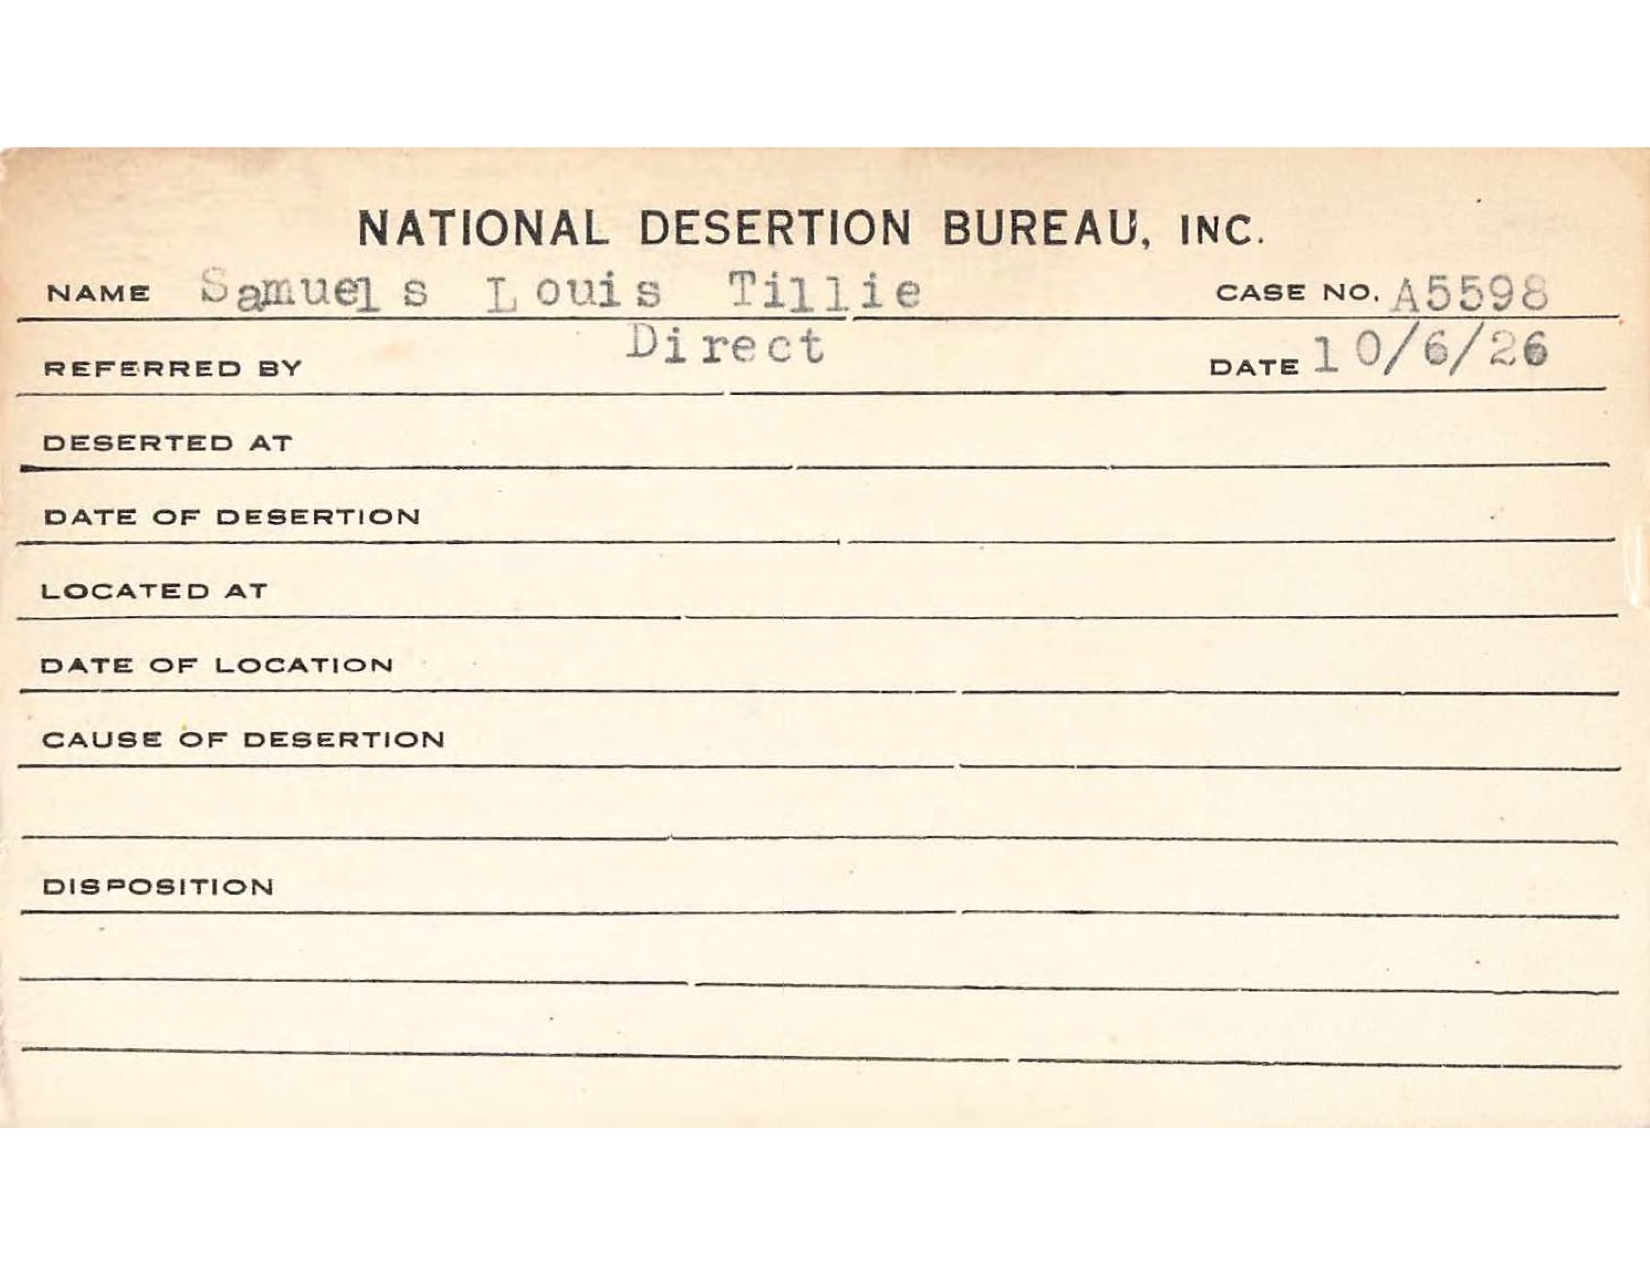 NATIONAL DESERTION BUREAU, INC.
NAME Samuels Louis Tillie CASE NO. A5598
REFERRED BY Direct DATE 10/6/26
DESERTED AT
DATE OF DESERTION
LOCATED AT
DATE OF LOCATION
CAUSE OF DESERTION
DISPOSITION